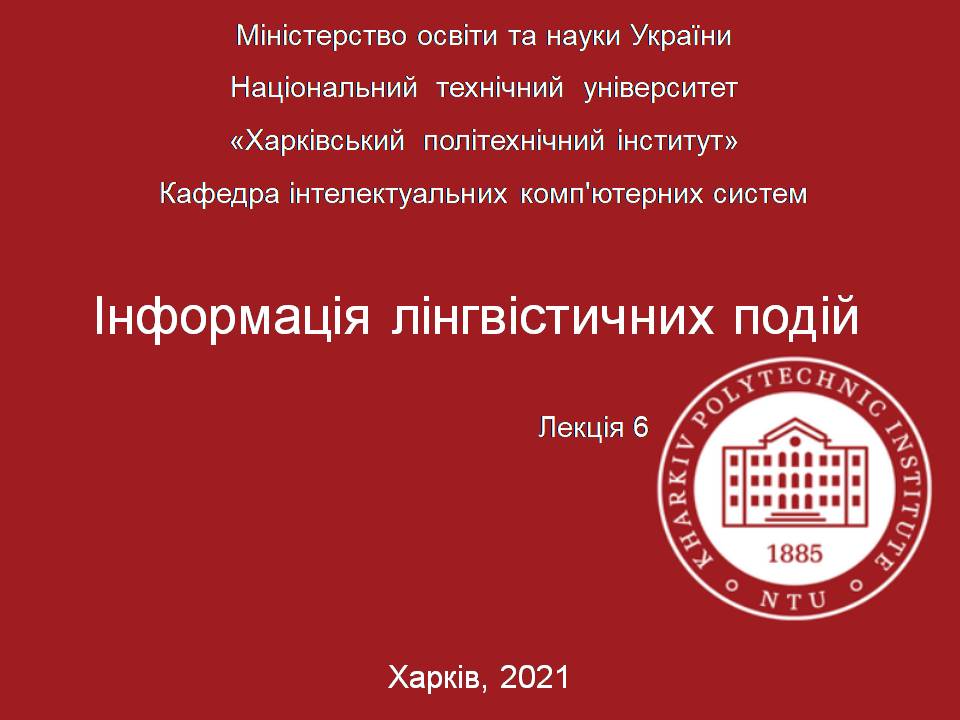 Міністерство освіти та науки України
Національний технічний університет
«Харківський політехнічний інститут»
Кафедра інтелектуальних комп'ютерних систем
Інформація лінгвістичних подій
Лекція 6
KHARKIV POLYTECHNIC INSTITUTE
1885
NTU
Харків, 2021